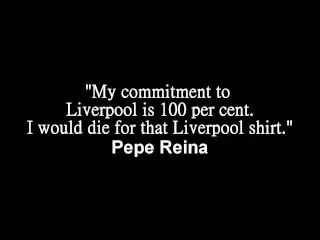 "My commitment to
Liverpool is 100 per cent.
I would die for that Liverpool shirt."
Pepe Reina